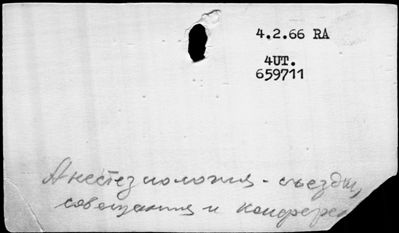 4.2.66 RA
4UT.
659711
Анестезиология - съезды,
совещания и конфере